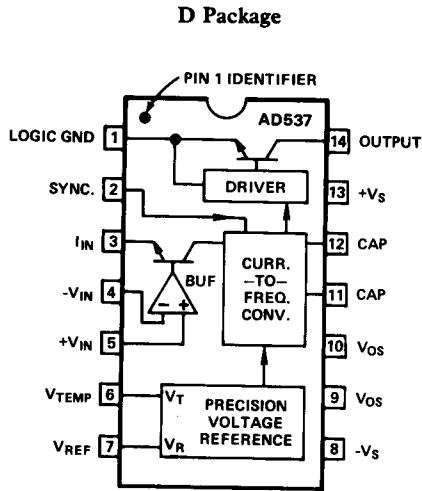 D Package
PIN 1 IDENTIFIER
AD537
LOGIC GND 1
14 OUTPUT
DRIVER
SYNC. 2
13 +VS
IIN 3
12 CAP
CURR.
–TO–
FREQ.
CONV.
BUF
-VIN 4
11 CAP
– +
+VIN 5
10 VOS
VTEMP 6
VT
9 VOS
PRECISION
VOLTAGE
REFERENCE
VREF 7
VR
8 -VS